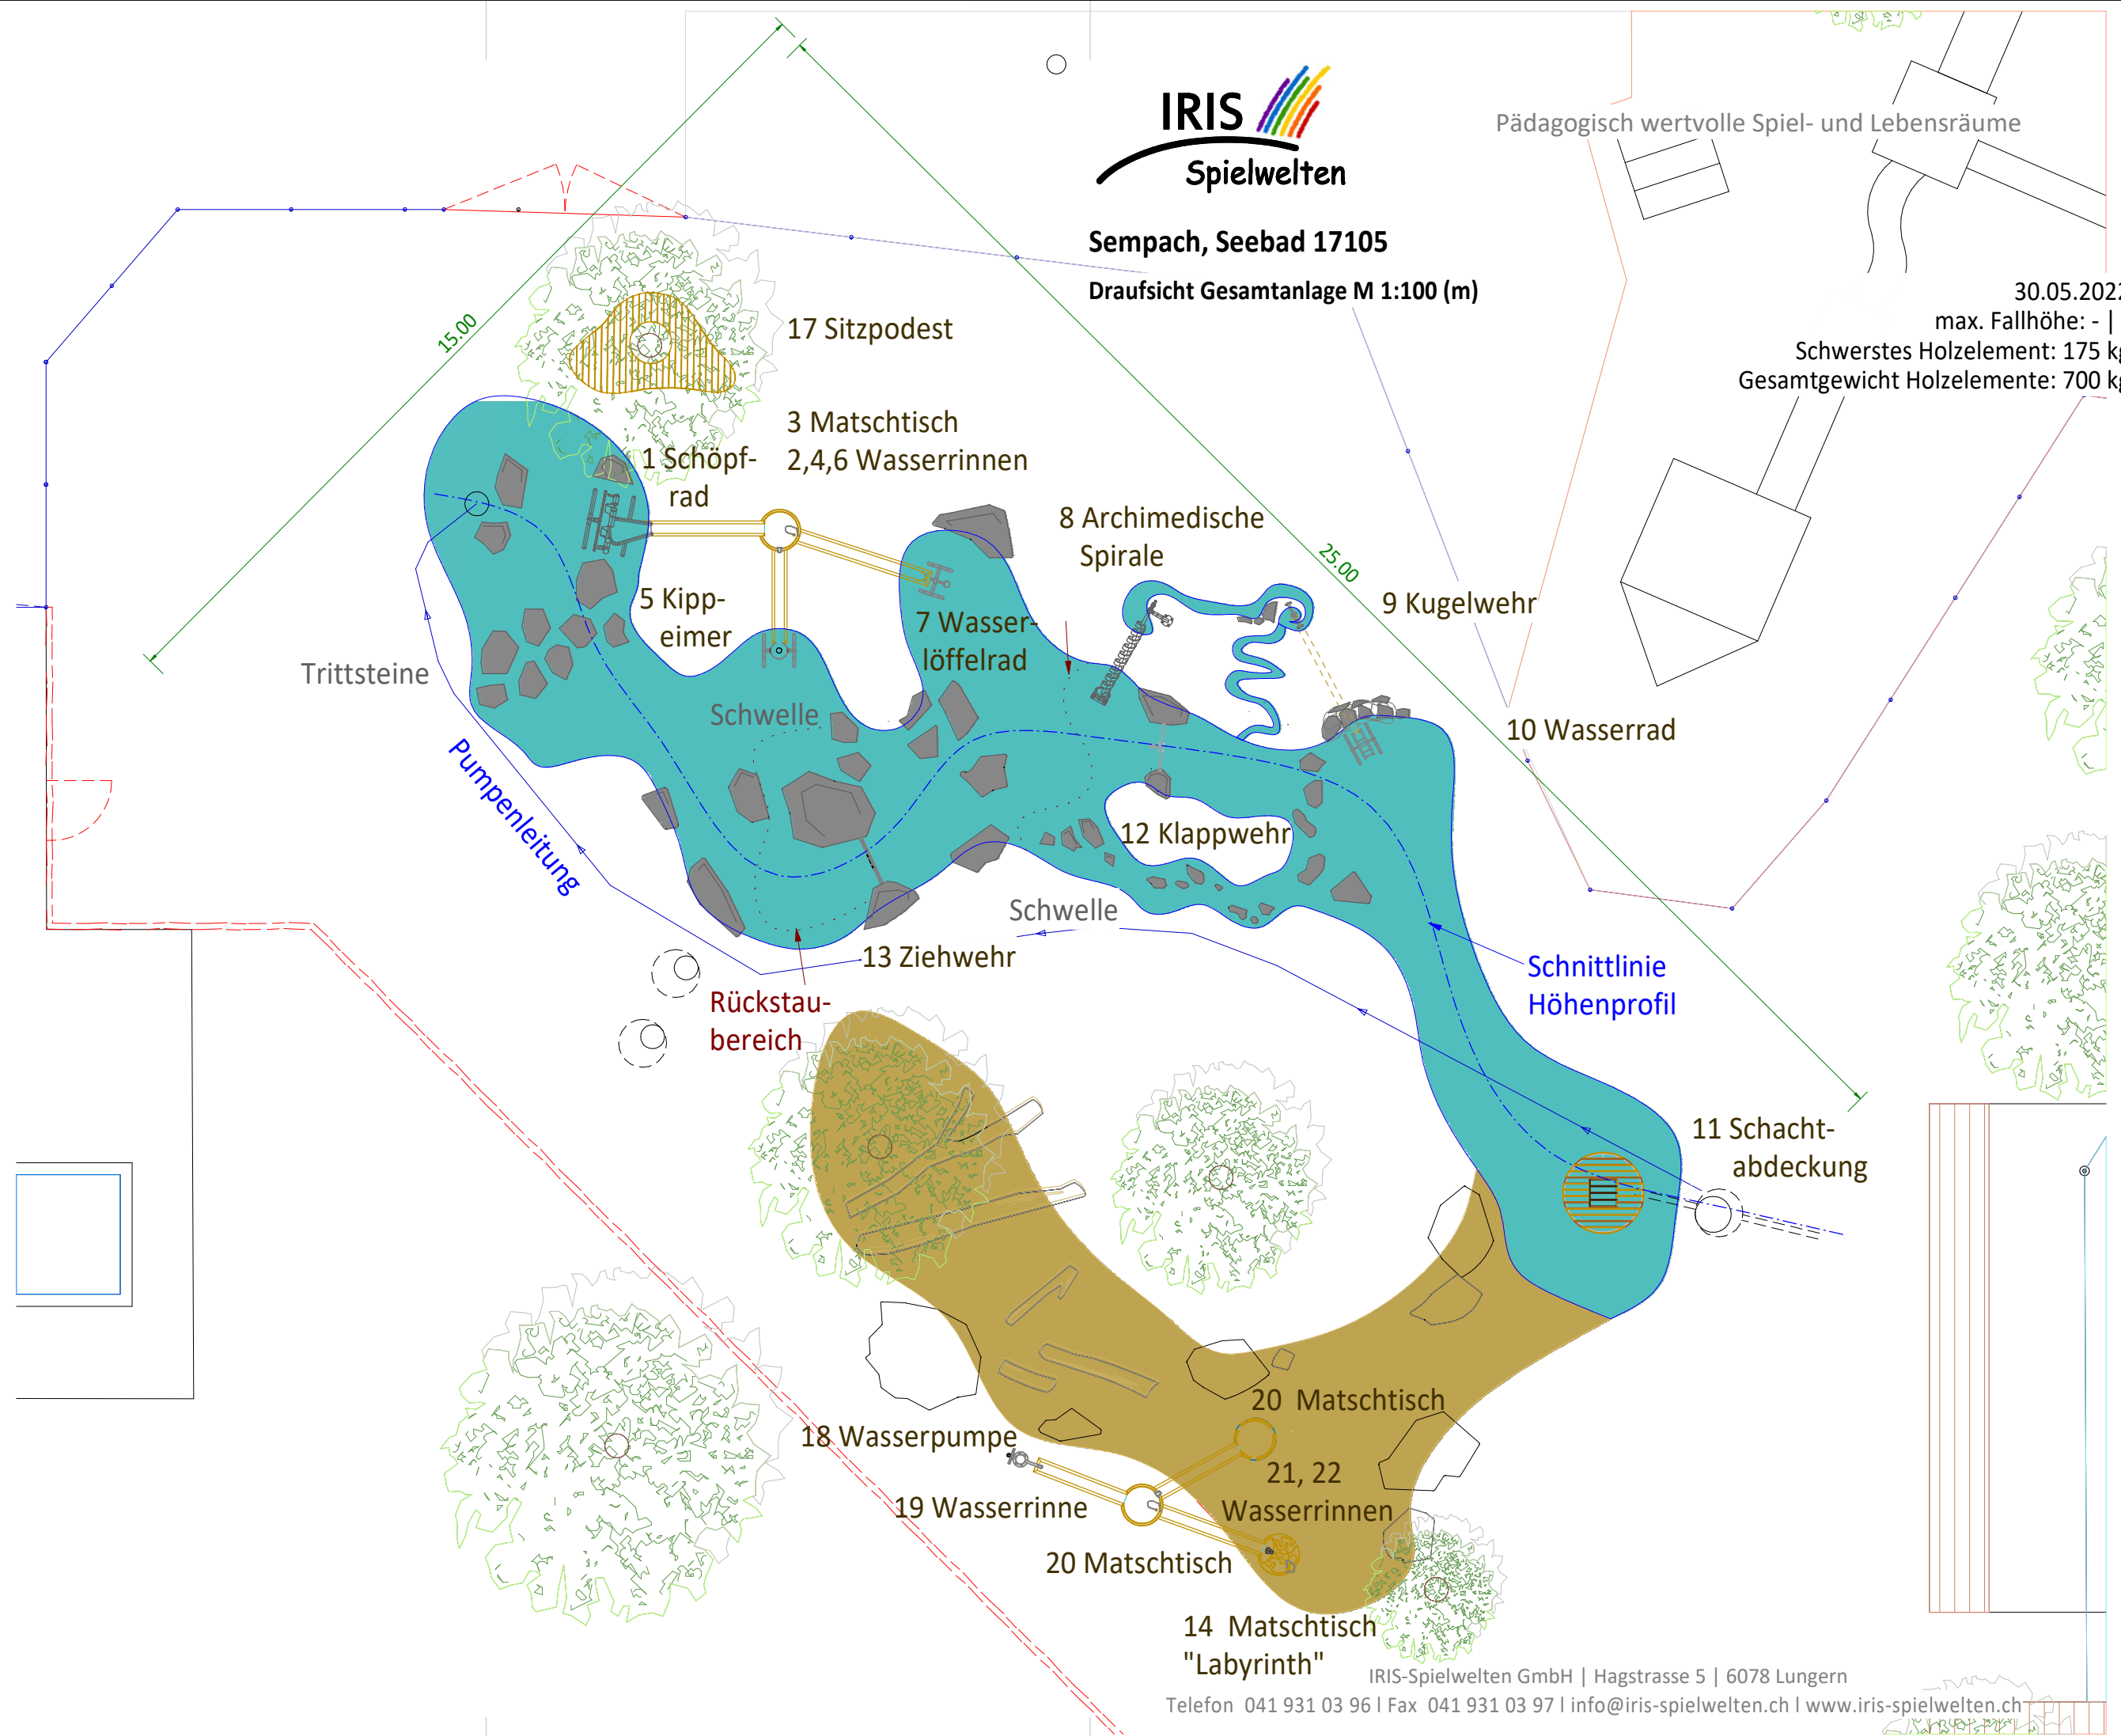 IRIS
Spielwelten
Pädagogisch wertvolle Spiel- und Lebensräume
Sempach, Seebad 17105
Draufsicht Gesamtanlage M 1:100 (m)
30.05.2022
max. Fallhöhe: - |
Schwerstes Holzelement: 175 kg
Gesamtgewicht Holzelemente: 700 kg
15.00
17 Sitzpodest
3 Matschtisch
2,4,6 Wasserrinnen
1 Schöpf-
rad
8 Archimedische
Spirale
25.00
5 Kipp-
eimer
7 Wasser-
löffelrad
9 Kugelwehr
Trittsteine
Schwelle
10 Wasserrad
Pumpenleitung
12 Klappwehr
Schwelle
13 Ziehwehr
Schnittlinie
Höhenprofil
Rückstau-
bereich
11 Schacht-
abdeckung
20 Matschtisch
18 Wasserpumpe
21, 22
Wasserrinnen
19 Wasserrinne
20 Matschtisch
14 Matschtisch
"Labyrinth"
IRIS-Spielwelten GmbH | Hagstrasse 5 | 6078 Lungern
Telefon 041 931 03 96 l Fax 041 931 03 97 l info@iris-spielwelten.ch l www.iris-spielwelten.ch